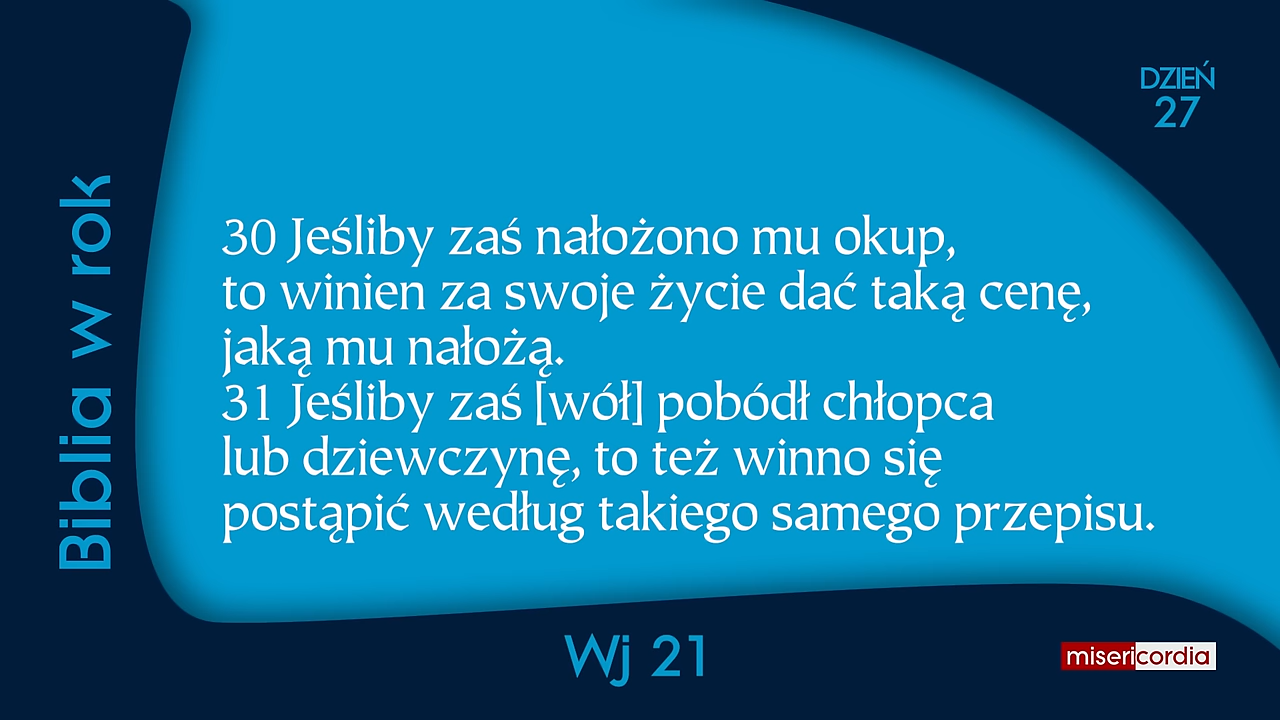 DZIEŃ
27
Biblia w rok
30 Jeśliby zaś nałożono mu okup,
to winien za swoje życie dać taką cenę,
jaką mu nałożą.
31 Jeśliby zaś [wół] pobódł chłopca
lub dziewczynę, to też winno się
postąpić według takiego samego przepisu.
Wj 21
misericordia